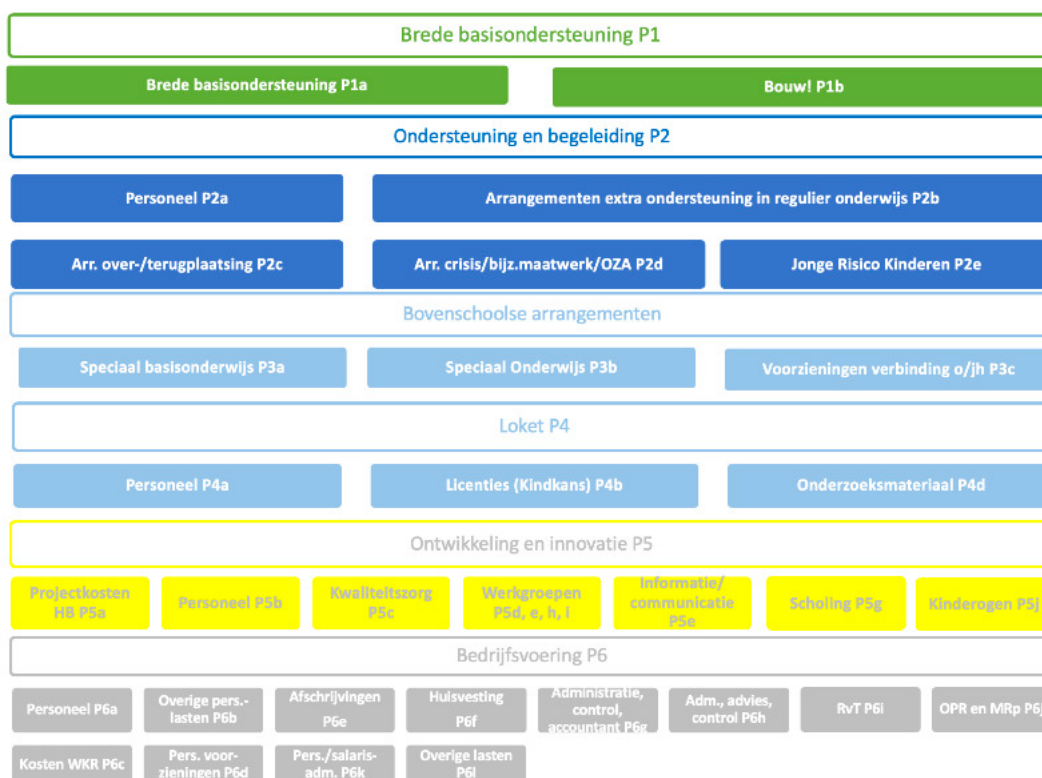 Brede basisondersteuning P1
Brede basisondersteuning P1a
Bouw! P1b
Ondersteuning en begeleiding P2
Personeel P2a
Arrangementen extra ondersteuning in regulier onderwijs P2b
Arr. over-/terugplaatsing P2c
Arr. crisis/bijz.maatwerk/OZA P2d
Jonge Risico Kinderen P2e
Bovenschoolse arrangementen
Speciaal basisonderwijs P3a
Speciaal Onderwijs P3b
Voorzieningen verbinding o/jh P3c
Loket P4
Personeel P4a
Licenties (Kindkans) P4b
Onderzoeksmateriaal P4d
Ontwikkeling en innovatie P5
Projectkosten
HB P5a
Personeel P5b
Kwaliteitszorg
P5c
Werkgroepen
P5d, e, h, i
Informatie/
communicatie
P5e
Scholing P5g
Kinderogen P5j
Bedrijfsvoering P6
Personeel P6a
Overige pers.-
lasten P6b
Afschrijvingen
P6e
Huisvesting
P6f
Administratie,
control,
accountant P6g
Adm., advies,
control P6h
RvT P6i
OPR en MRp P6j
Kosten WKR P6c
Pers. voor-
zieningen P6d
Pers./salaris-
adm. P6k
Overige lasten
P6l